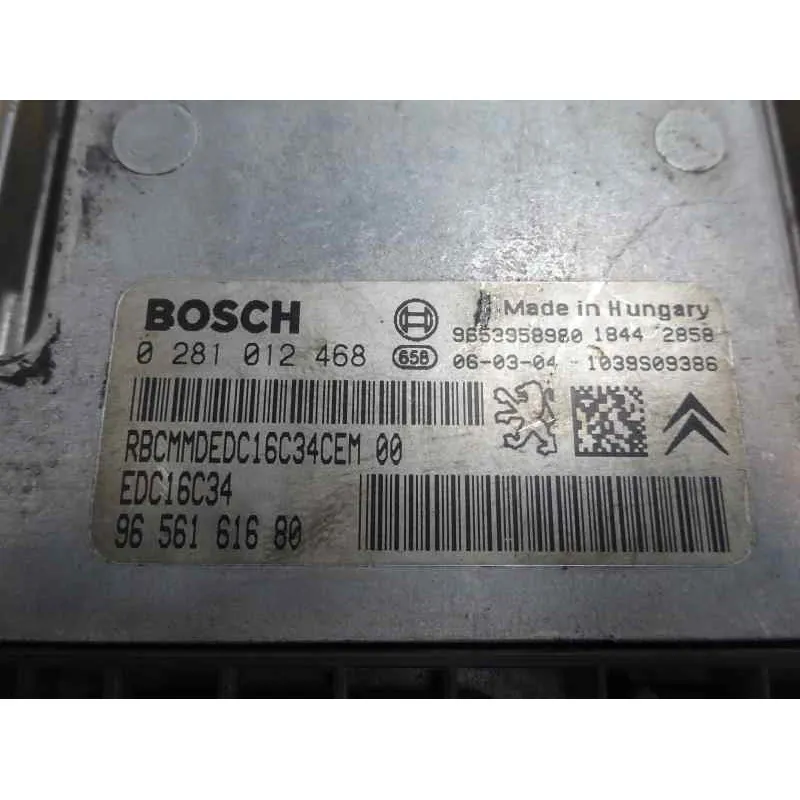 BOSCH
Made in Hungary
9653958980 1844 2858
0 281 012 468
658
06-03-04 - 1039S09386
RBCMMDEDC16C34CEM 00
EDC16C34
96 561 616 80